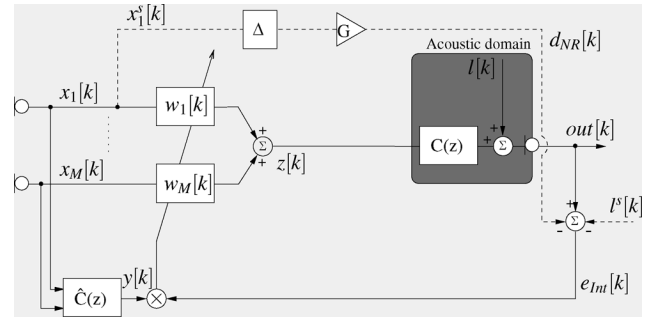 x₁ˢ[k]
Δ
G
d_NR[k]
Acoustic domain
l[k]
x₁[k]
w₁[k]
+
+
Σ
z[k]
C(z)
+
+
Σ
out[k]
x_M[k]
w_M[k]
+
Σ
-
-
lˢ[k]
Ĉ(z)
y[k]
×
e_Int[k]